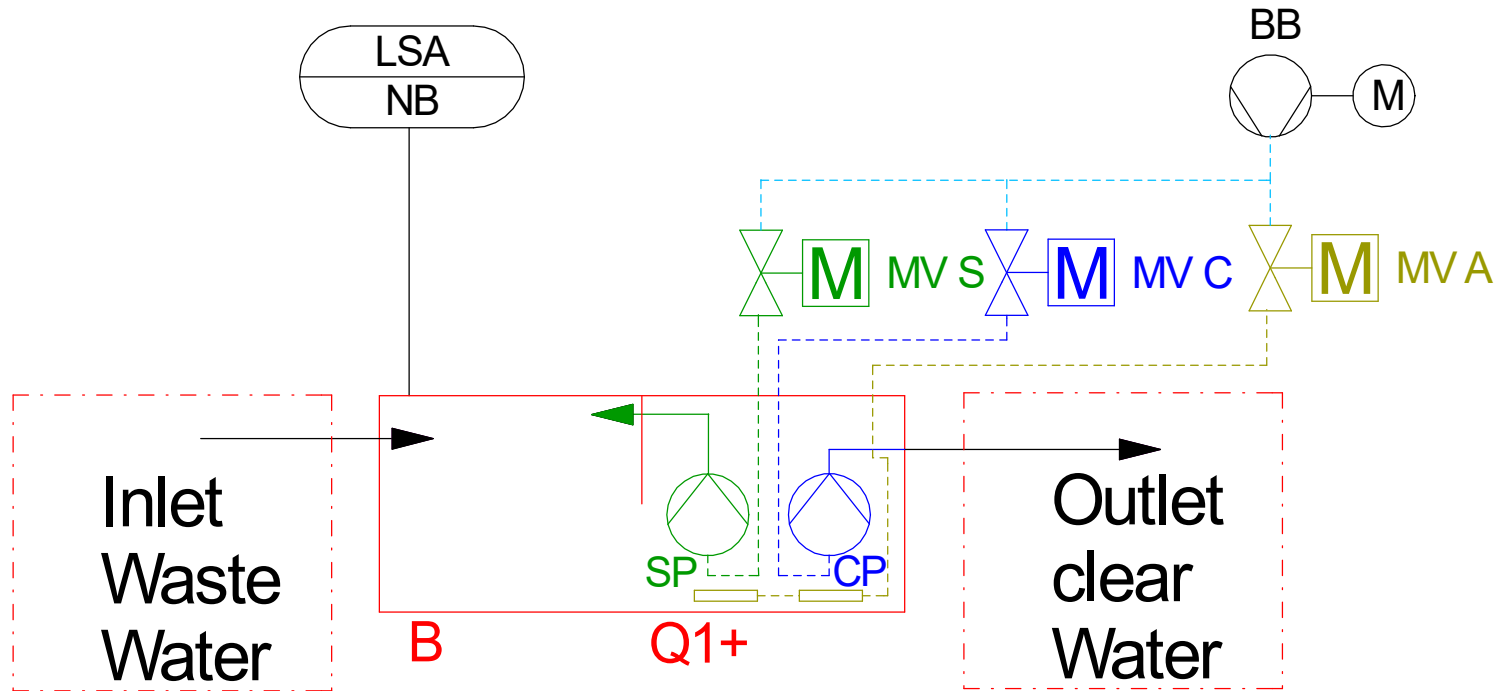 LSA
NB
BB
M
M
MV S
M
MV C
M
MV A
Inlet
Waste
Water
SP
CP
B
Q1+
Outlet
clear
Water